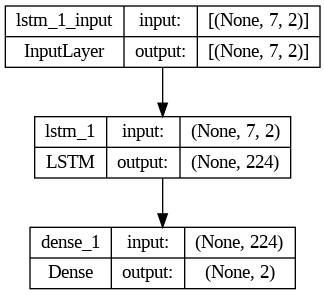 lstm_1_input input: [(None, 7, 2)]
InputLayer output: [(None, 7, 2)]
lstm_1 input: (None, 7, 2)
LSTM output: (None, 224)
dense_1 input: (None, 224)
Dense output: (None, 2)